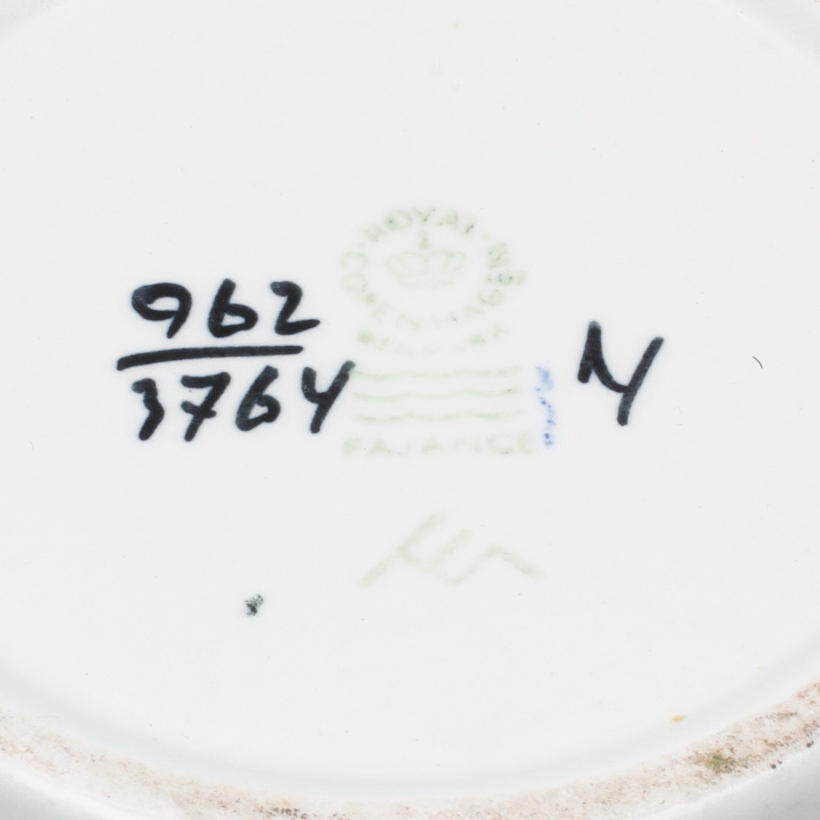 ROYAL COPENHAGEN
DENMARK
962
3764
FAJANCE